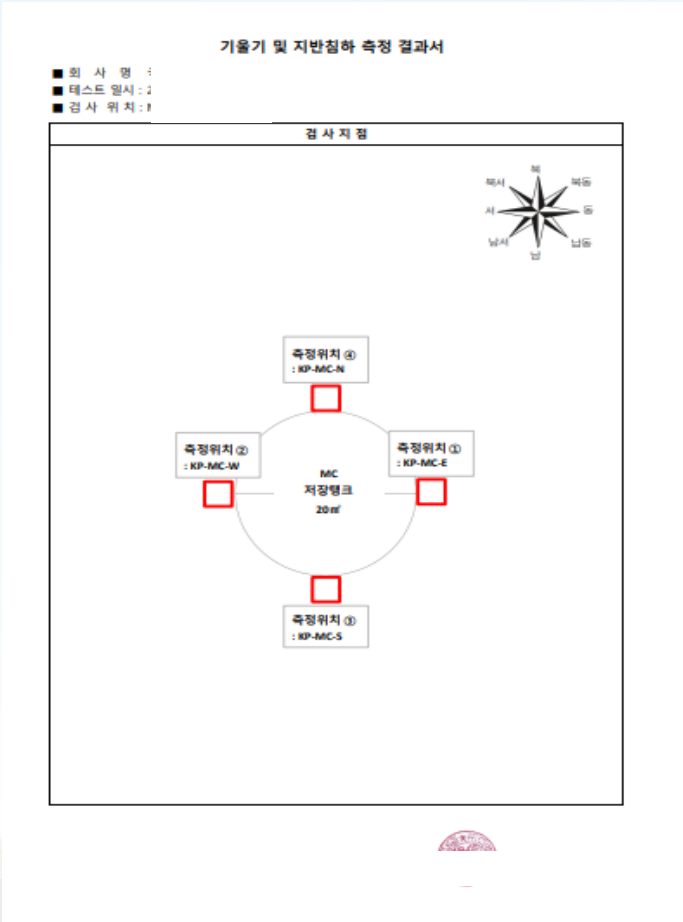 기울기 및 지반침하 측정 결과서
■ 회 사 명
■ 테스트 일시 : 2
■ 검 사 위 치 : M
검 사 지 점
북
북서 북동
서 동
남서 남동
남
측정위치 ④
: KP-MC-N
측정위치 ②
: KP-MC-W
측정위치 ①
: KP-MC-E
MC
저장탱크
20㎥
측정위치 ③
: KP-MC-S